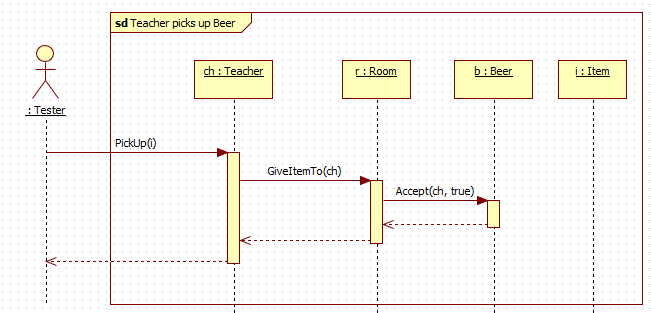 sd Teacher picks up Beer
: Tester
ch : Teacher
r : Room
b : Beer
i : Item
PickUp(i)
GiveItemTo(ch)
Accept(ch, true)